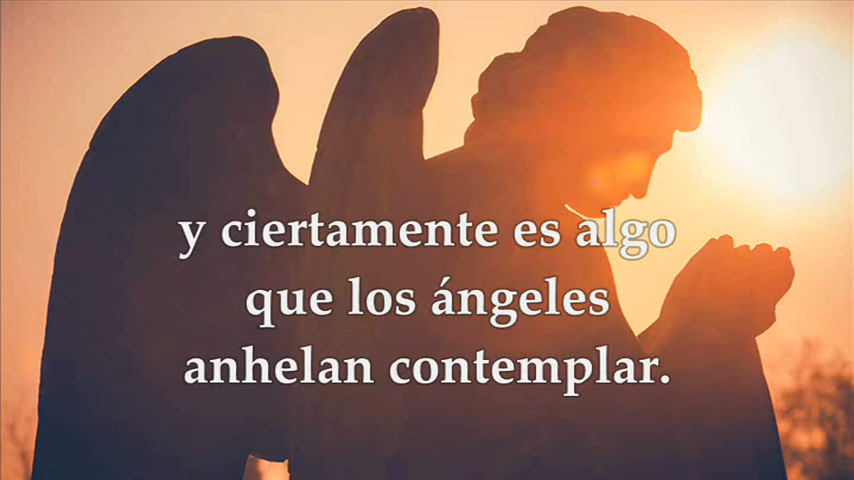 y ciertamente es algo
que los ángeles
anhelan contemplar.